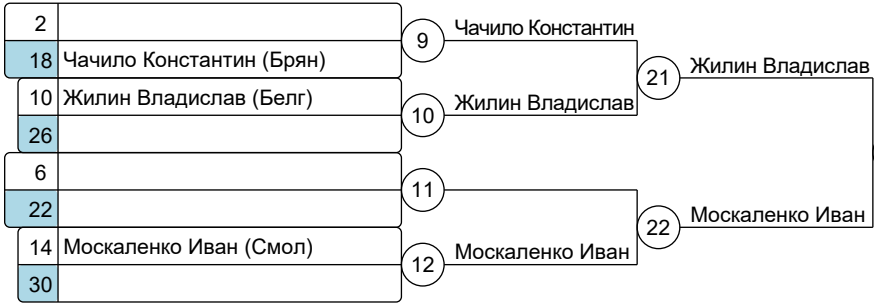 2
18 Чачило Константин (Брян)
10 Жилин Владислав (Белг)
26
6
22
14 Москаленко Иван (Смол)
30
9
10
11
12
Чачило Константин
Жилин Владислав
Москаленко Иван
21
22
Жилин Владислав
Москаленко Иван